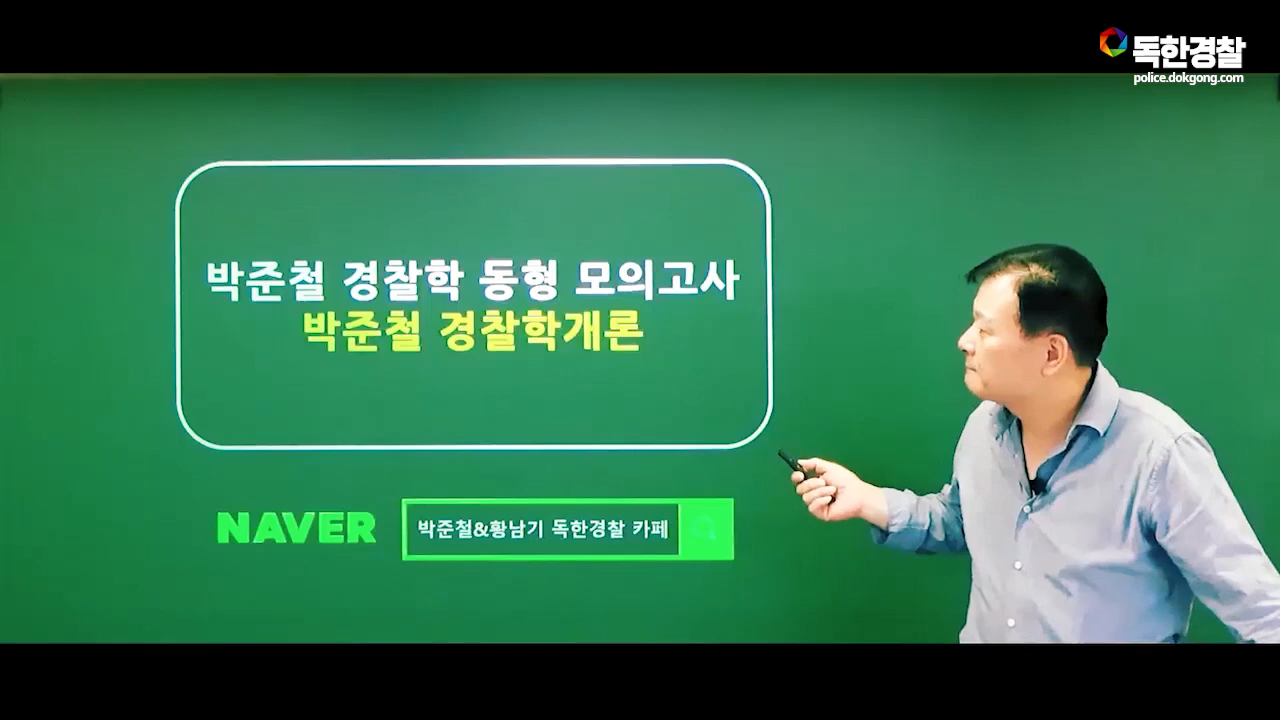 독한경찰
police.dokgong.com
박준철 경찰학 동형 모의고사
박준철 경찰학개론
NAVER
박준철&황남기 독한경찰 카페